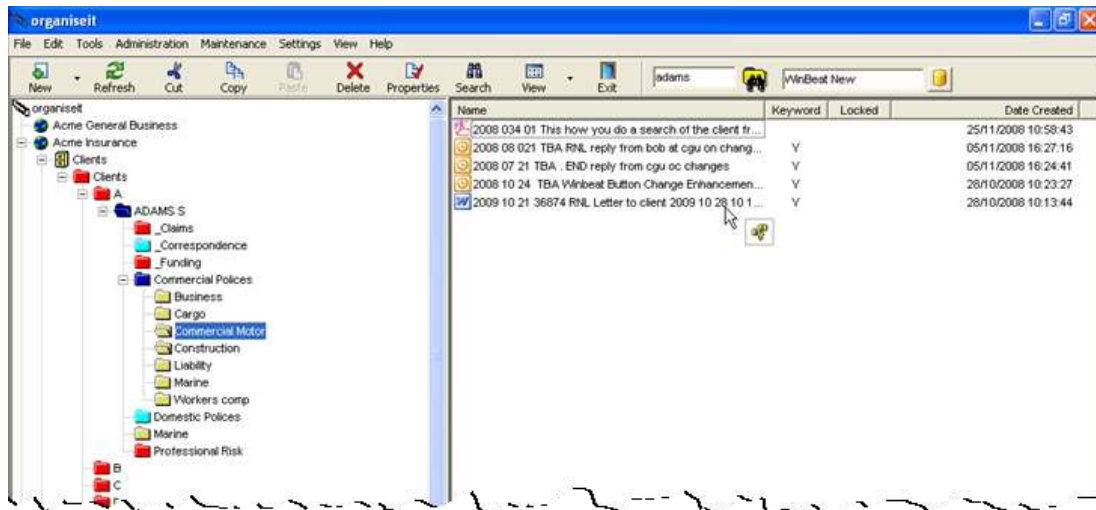 organiseit
File Edit Tools Administration Maintenance Settings View Help
New Refresh Cut Copy Paste Delete Properties Search View Exit adams WinBeat New
organiseit
Acme General Business
Acme Insurance
Clients
Clients
A
ADAMS S
_Claims
_Correspondence
_Funding
Commercial Polices
Business
Cargo
Commercial Motor
Construction
Liability
Marine
Workers comp
Domestic Polices
Marine
Professional Risk
B
C
Name Keyword Locked Date Created
2008 034 01 This how you do a search of the client fr... 25/11/2008 10:58:43
2008 08 021 TBA RNL reply from bob at cgu on chang... Y 05/11/2008 16:27:16
2008 07 21 TBA . END reply from cgu oc changes Y 05/11/2008 16:24:41
2008 10 24 TBA Winbeat Button Change Enhancemen... Y 28/10/2008 10:23:27
2009 10 21 36874 RNL Letter to client 2009 10 28 10 1... Y 28/10/2008 10:13:44